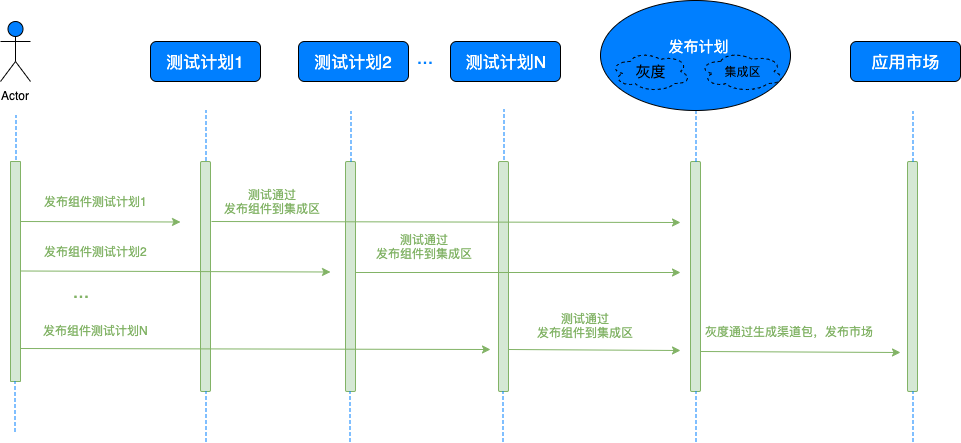 Actor
测试计划1
测试计划2
...
测试计划N
发布计划
灰度
集成区
应用市场
发布组件测试计划1
测试通过
发布组件到集成区
发布组件测试计划2
测试通过
发布组件到集成区
...
发布组件测试计划N
测试通过
发布组件到集成区
灰度通过生成渠道包，发布市场